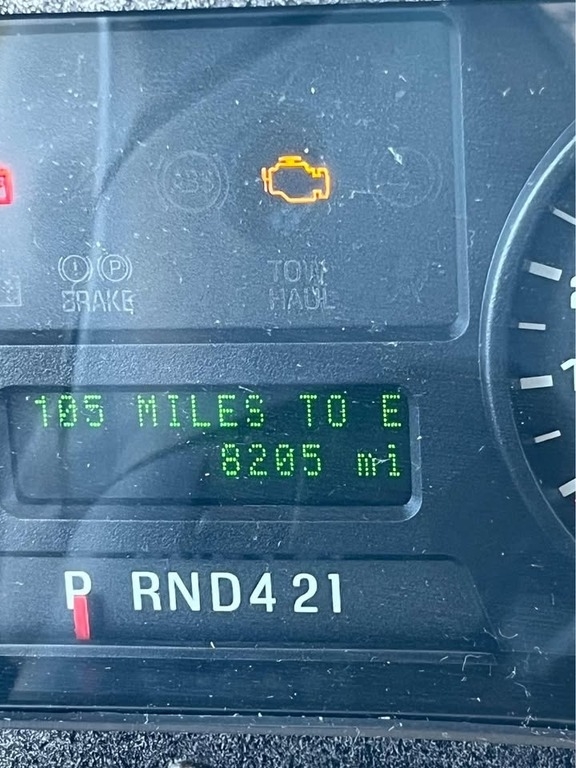 BRAKE
TOW
HAUL
105 MILES TO E
8205 mi
P RND421